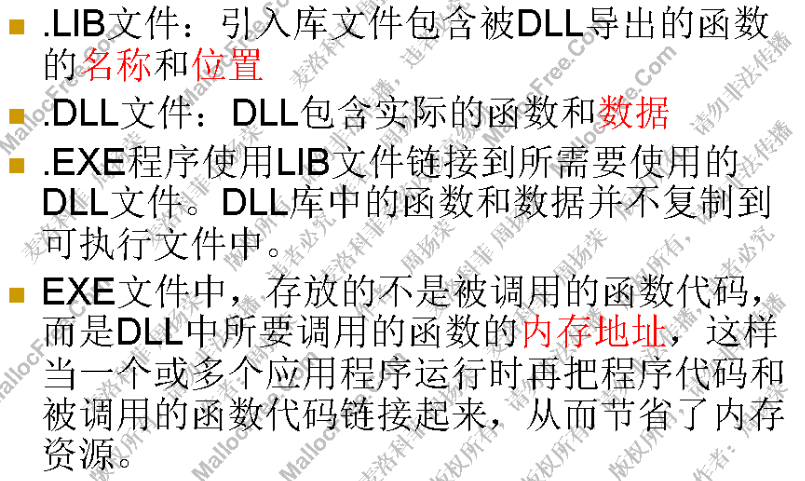 .LIB文件：引入库文件包含被DLL导出的函数
的名称和位置
.DLL文件：DLL包含实际的函数和数据
.EXE程序使用LIB文件链接到所需要使用的
DLL文件。DLL库中的函数和数据并不复制到
可执行文件中。
EXE文件中，存放的不是被调用的函数代码，
而是DLL中所要调用的函数的内存地址，这样
当一个或多个应用程序运行时再把程序代码和
被调用的函数代码链接起来，从而节省了内存
资源。